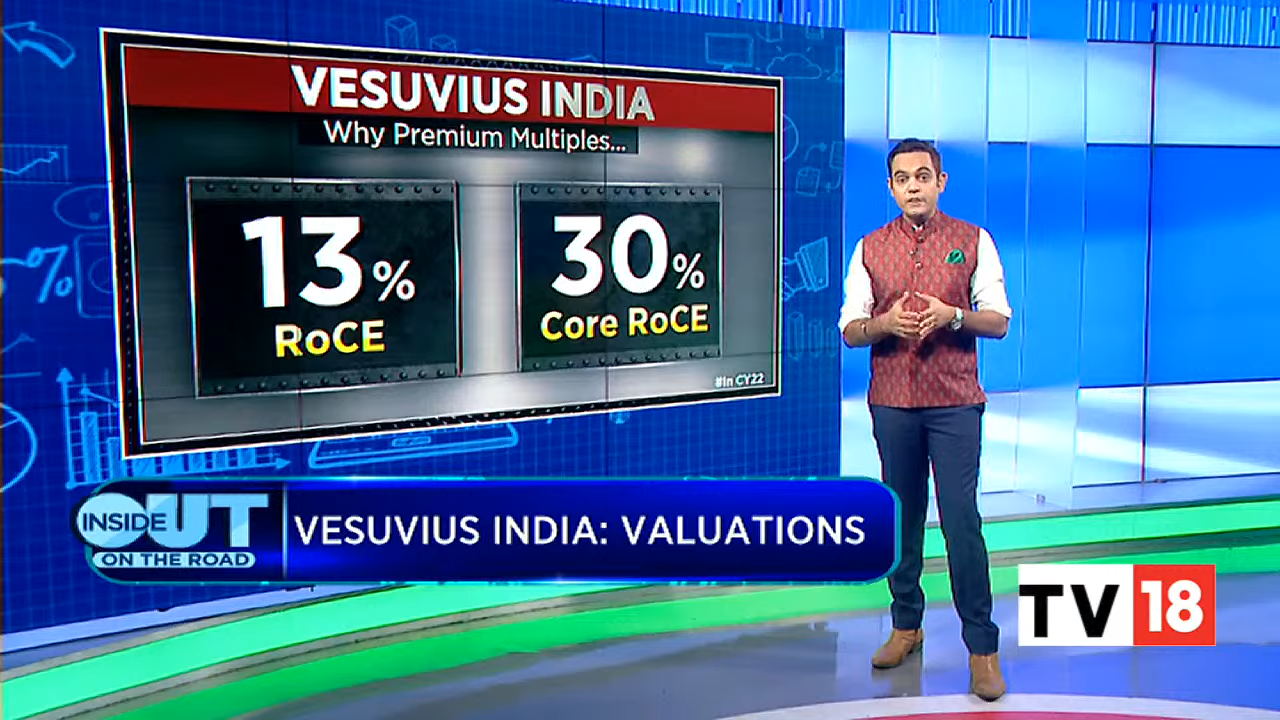 VESUVIUS INDIA
Why Premium Multiples...
13%
RoCE
30%
Core RoCE
#In CY22
INSIDE OUT
ON THE ROAD
VESUVIUS INDIA: VALUATIONS
TV18
%